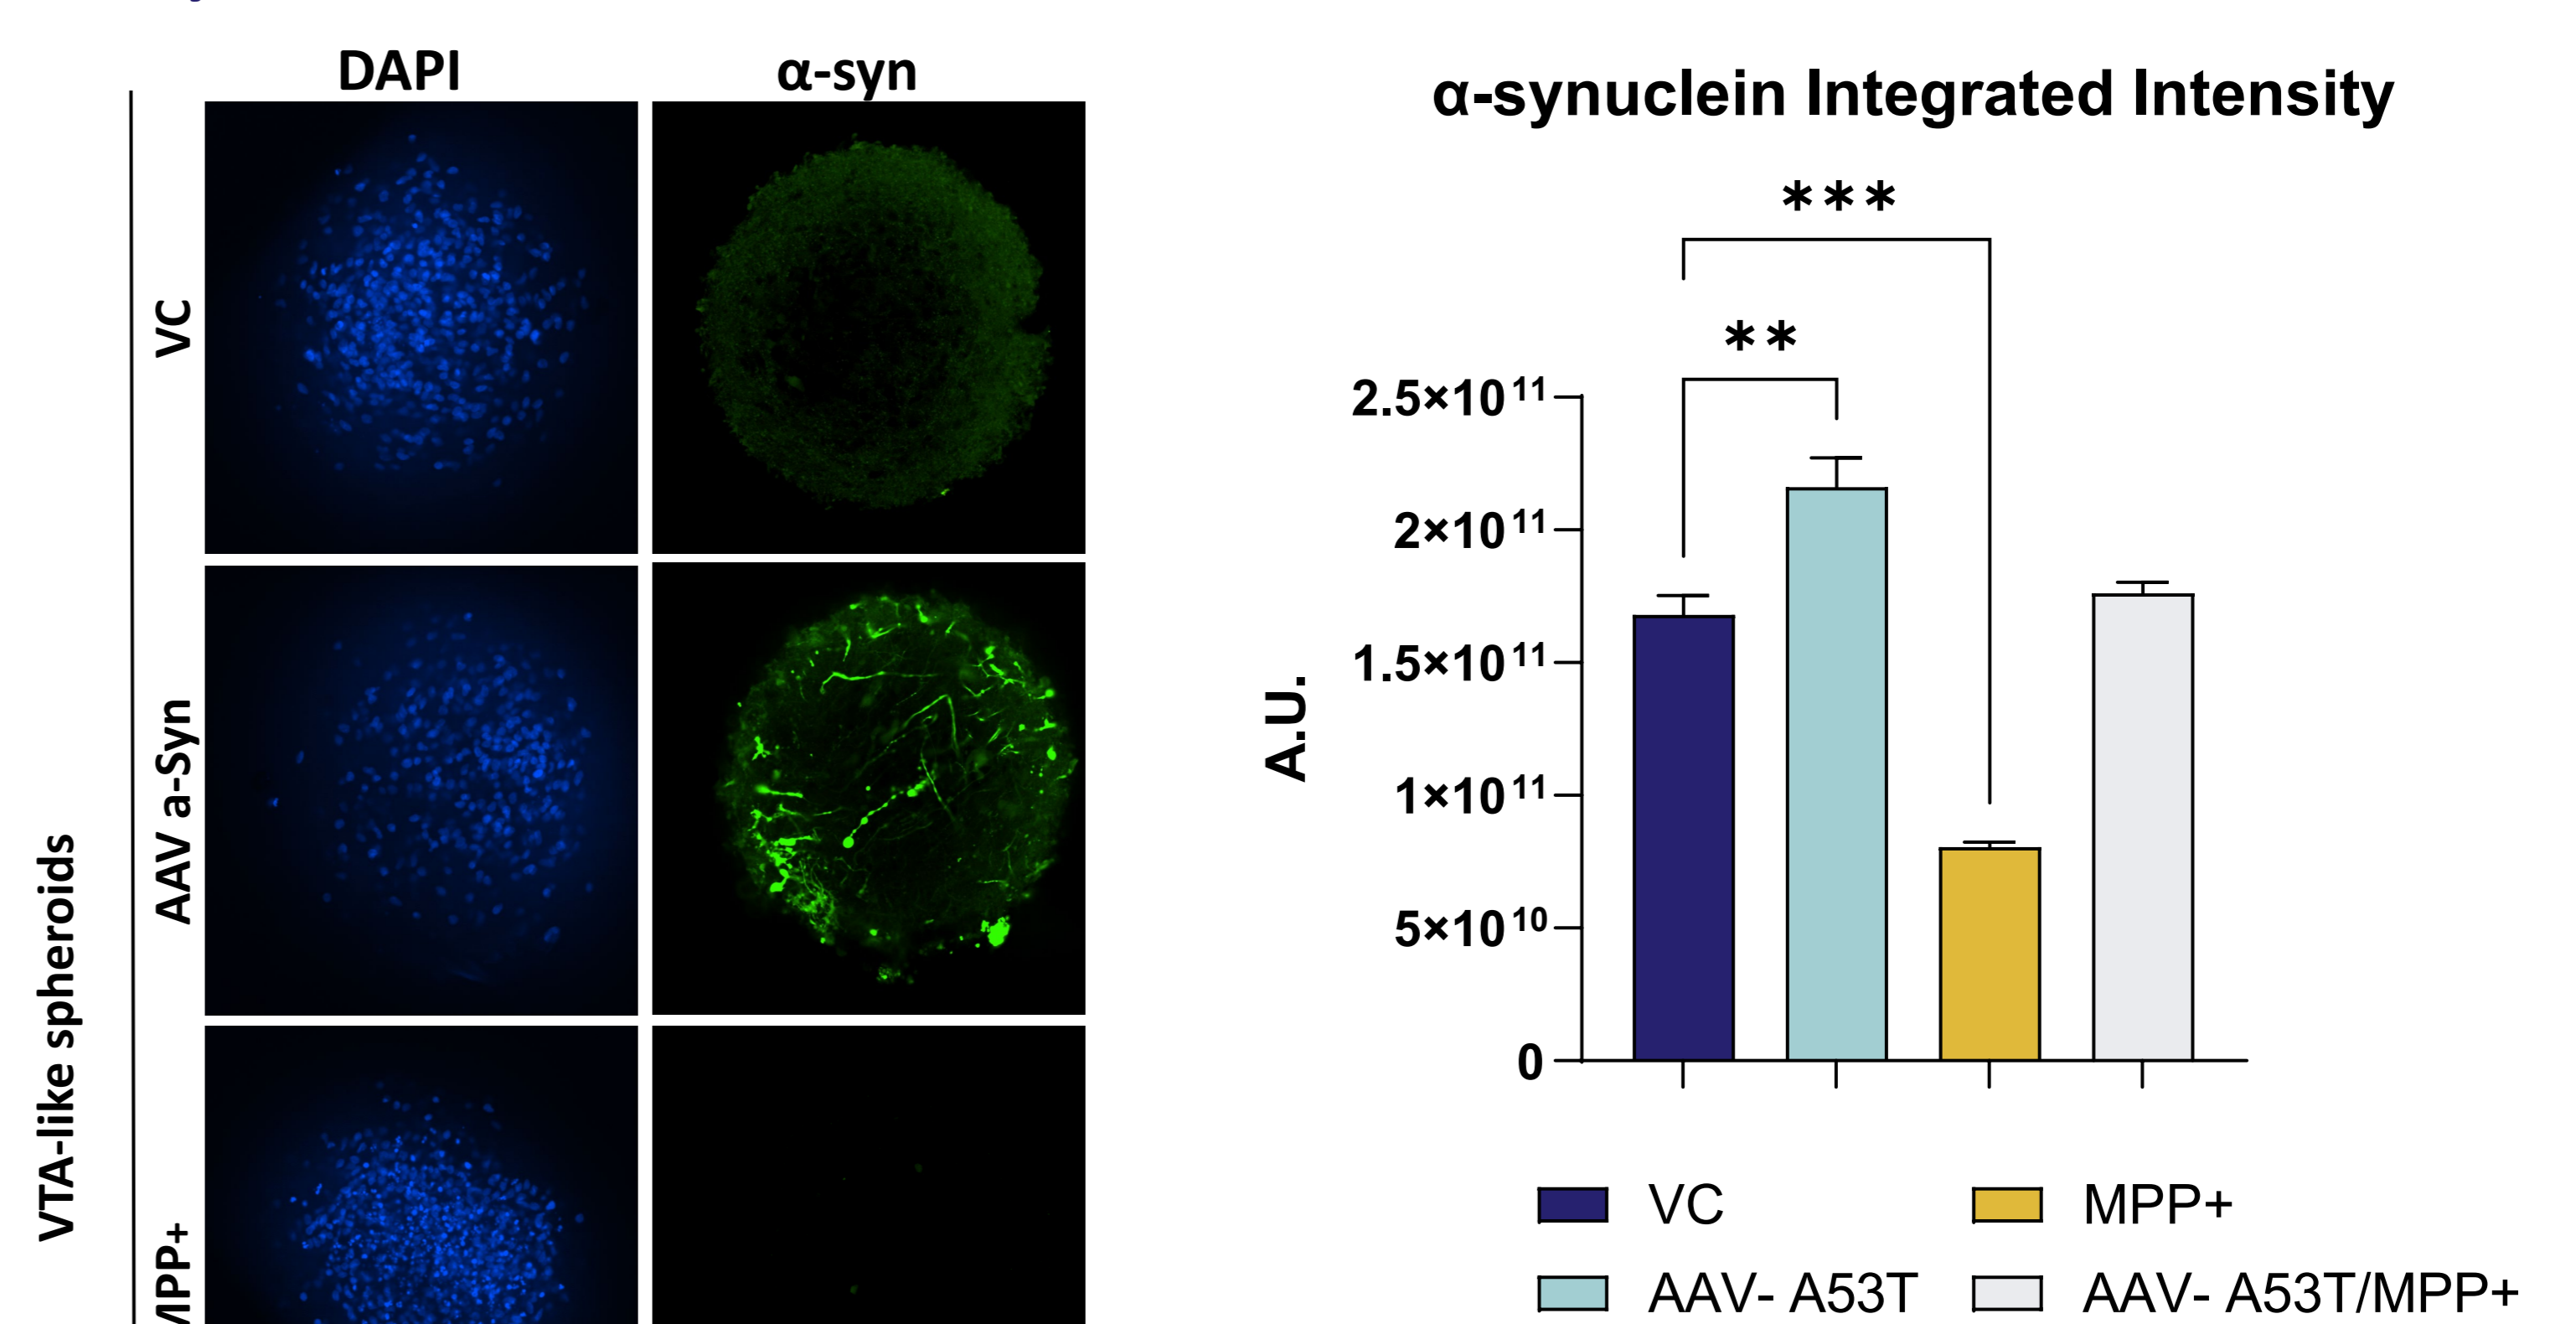 DAPI
α-syn
VC
AAV a-Syn
MPP+
VTA-like spheroids
α-synuclein Integrated Intensity
***
**
2.5×10¹¹
2×10¹¹
1.5×10¹¹
1×10¹¹
5×10¹⁰
0
A.U.
VC
MPP+
AAV- A53T
AAV- A53T/MPP+